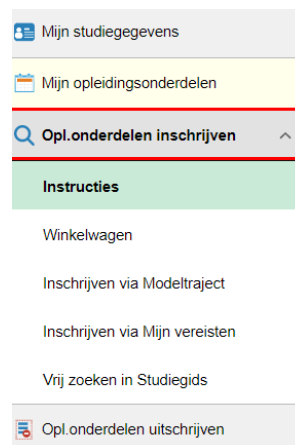 Mijn studiegegevens
Mijn opleidingsonderdelen
Opl.onderdelen inschrijven
Instructies
Winkelwagen
Inschrijven via Modeltraject
Inschrijven via Mijn vereisten
Vrij zoeken in Studiegids
Opl.onderdelen uitschrijven